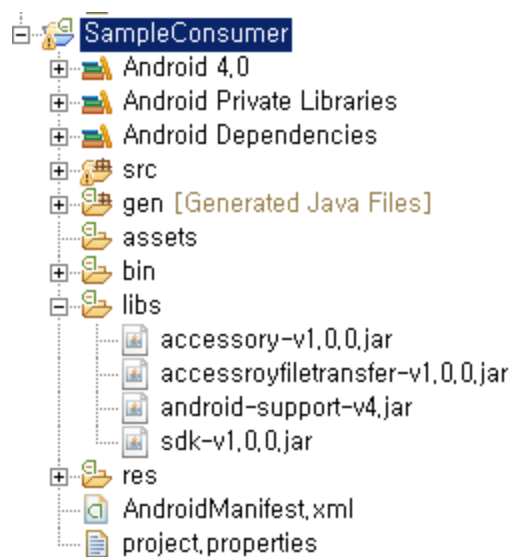 SampleConsumer
Android 4,0
Android Private Libraries
Android Dependencies
src
gen [Generated Java Files]
assets
bin
libs
accessory-v1,0,0,jar
accessroyfiletransfer-v1,0,0,jar
android-support-v4,jar
sdk-v1,0,0,jar
res
AndroidManifest,xml
project,properties